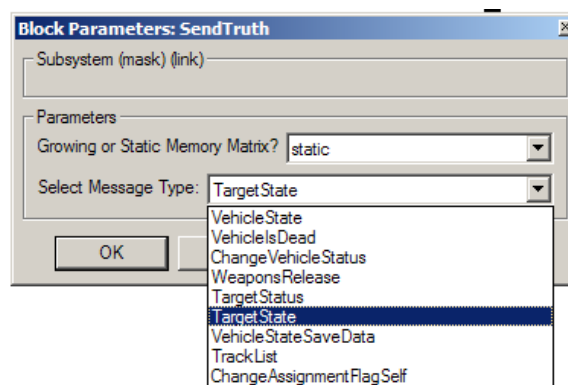 Block Parameters: SendTruth
Subsystem (mask) (link)
Parameters
Growing or Static Memory Matrix? static
Select Message Type: TargetState
VehicleState
VehicleIsDead
OK
ChangeVehicleStatus
WeaponsRelease
TargetStatus
TargetState
VehicleStateSaveData
TrackList
ChangeAssignmentFlagSelf